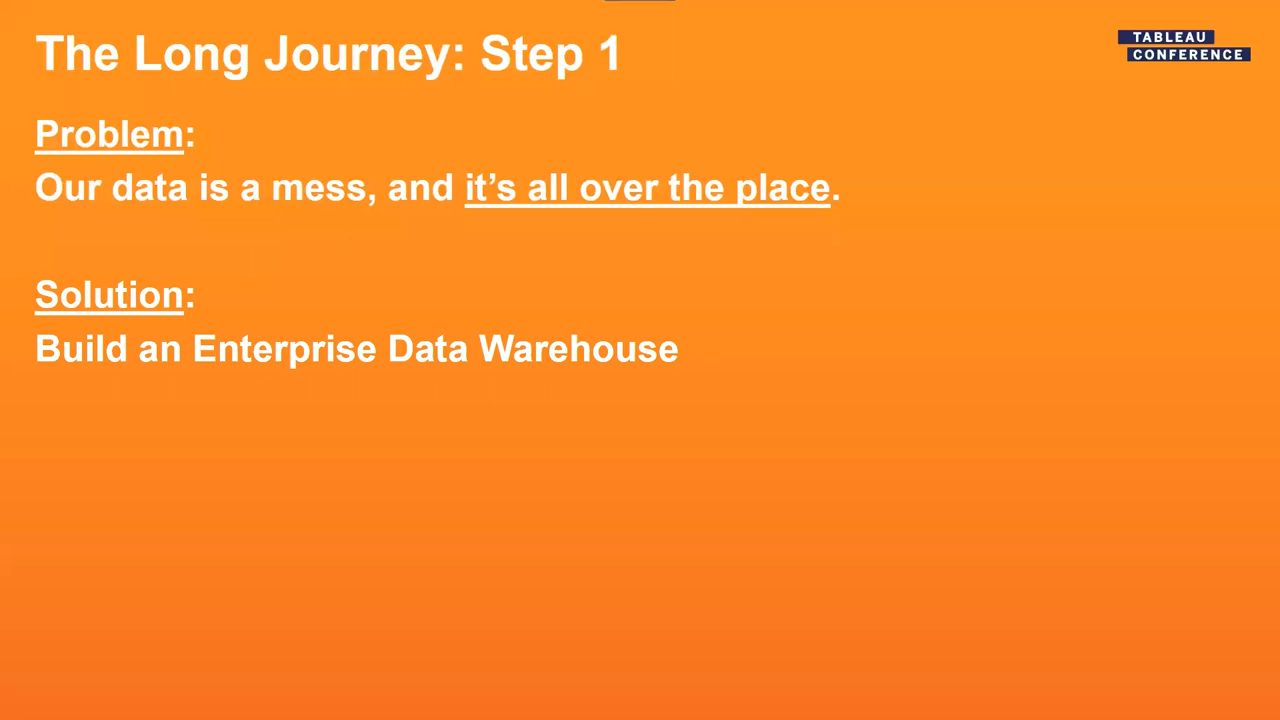 The Long Journey: Step 1
TABLEAU
CONFERENCE
Problem:
Our data is a mess, and it’s all over the place.
Solution:
Build an Enterprise Data Warehouse